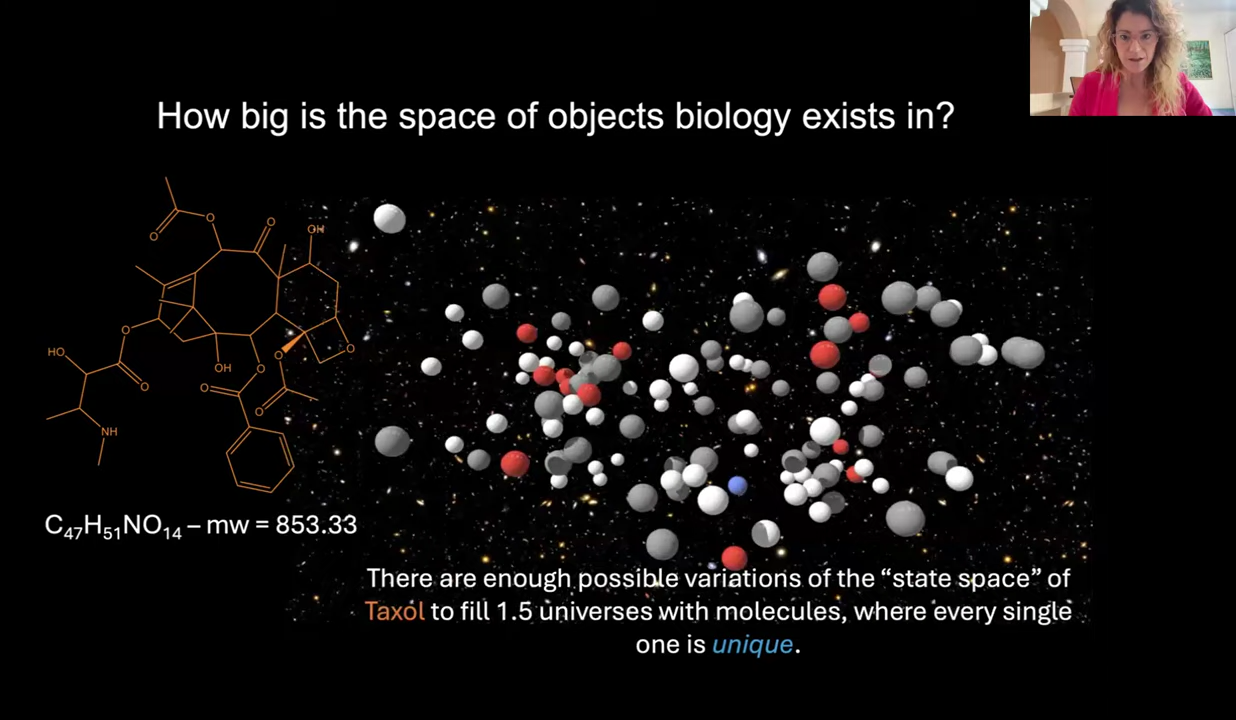 How big is the space of objects biology exists in?
O
O
O
OH
O
HO
O
OH
O
O
O
O
O
NH
C₄₇H₅₁NO₁₄ – mw = 853.33
There are enough possible variations of the “state space” of
Taxol to fill 1.5 universes with molecules, where every single
one is unique.